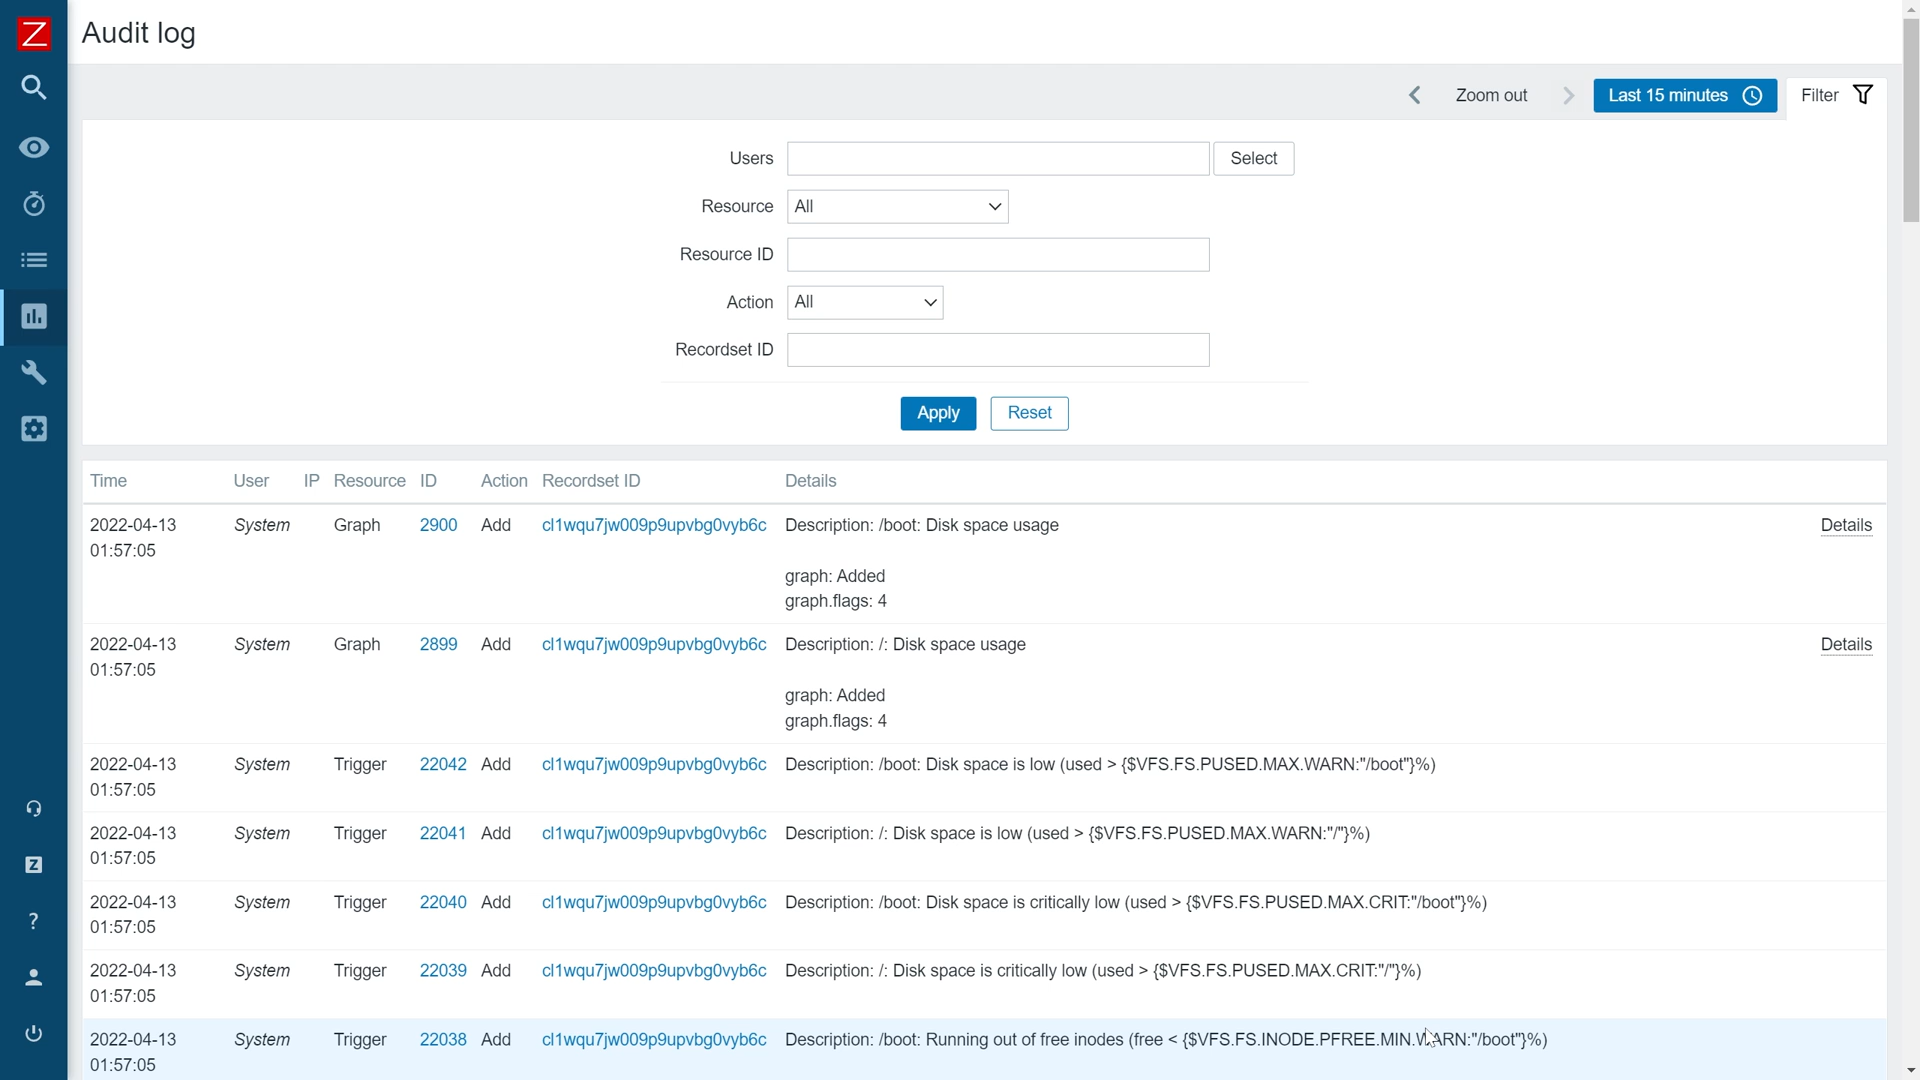 Z
Audit log
Zoom out
Last 15 minutes
Filter
Users
Select
Resource All
Resource ID
Action All
Recordset ID
Apply Reset
Time User IP Resource ID Action Recordset ID Details
2022-04-13 System Graph 2900 Add cl1wqu7jw009p9upvbg0vyb6c Description: /boot: Disk space usage Details
01:57:05
graph: Added
graph.flags: 4
2022-04-13 System Graph 2899 Add cl1wqu7jw009p9upvbg0vyb6c Description: /: Disk space usage Details
01:57:05
graph: Added
graph.flags: 4
2022-04-13 System Trigger 22042 Add cl1wqu7jw009p9upvbg0vyb6c Description: /boot: Disk space is low (used > {$VFS.FS.PUSED.MAX.WARN:"/boot"}%)
01:57:05
2022-04-13 System Trigger 22041 Add cl1wqu7jw009p9upvbg0vyb6c Description: /: Disk space is low (used > {$VFS.FS.PUSED.MAX.WARN:"/"}%)
01:57:05
2022-04-13 System Trigger 22040 Add cl1wqu7jw009p9upvbg0vyb6c Description: /boot: Disk space is critically low (used > {$VFS.FS.PUSED.MAX.CRIT:"/boot"}%)
01:57:05
2022-04-13 System Trigger 22039 Add cl1wqu7jw009p9upvbg0vyb6c Description: /: Disk space is critically low (used > {$VFS.FS.PUSED.MAX.CRIT:"/"}%)
01:57:05
Z
?
2022-04-13 System Trigger 22038 Add cl1wqu7jw009p9upvbg0vyb6c Description: /boot: Running out of free inodes (free < {$VFS.FS.INODE.PFREE.MIN.WARN:"/boot"}%)
01:57:05